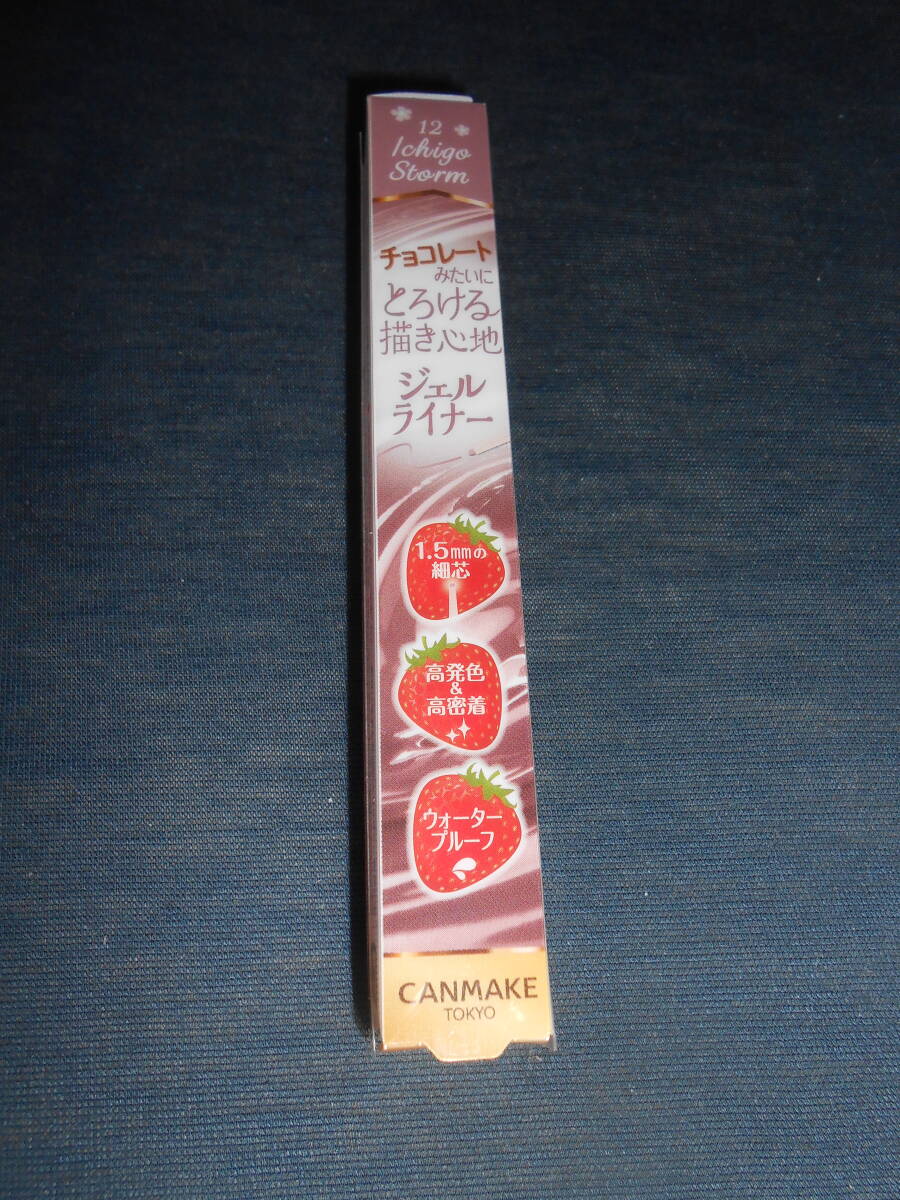 12
Ichigo
Storm
チョコレート
みたいに
とろける
描き心地
ジェル
ライナー
1.5mmの
細芯
高発色
&
高密着
ウォーター
プルーフ
CANMAKE
TOKYO